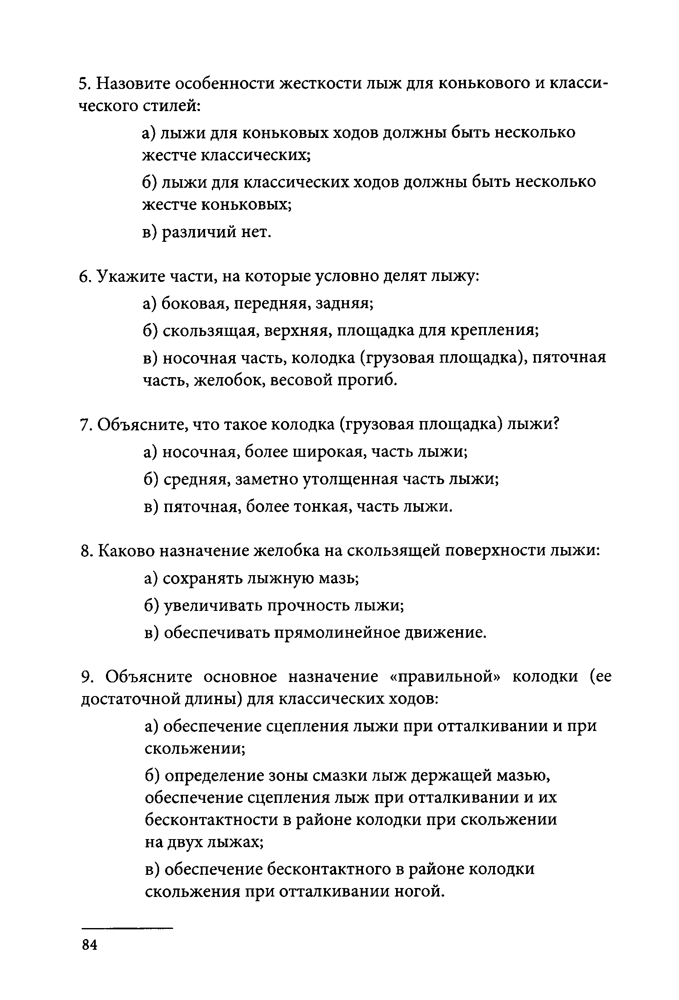 5. Назовите особенности жесткости лыж для конькового и класси-
ческого стилей:
а) лыжи для коньковых ходов должны быть несколько
жестче классических;
б) лыжи для классических ходов должны быть несколько
жестче коньковых;
в) различий нет.
6. Укажите части, на которые условно делят лыжу:
а) боковая, передняя, задняя;
б) скользящая, верхняя, площадка для крепления;
в) носочная часть, колодка (грузовая площадка), пяточная
часть, желобок, весовой прогиб.
7. Объясните, что такое колодка (грузовая площадка) лыжи?
а) носочная, более широкая, часть лыжи;
б) средняя, заметно утолщенная часть лыжи;
в) пяточная, более тонкая, часть лыжи.
8. Каково назначение желобка на скользящей поверхности лыжи:
а) сохранять лыжную мазь;
б) увеличивать прочность лыжи;
в) обеспечивать прямолинейное движение.
9. Объясните основное назначение «правильной» колодки (ее
достаточной длины) для классических ходов:
а) обеспечение сцепления лыжи при отталкивании и при
скольжении;
б) определение зоны смазки лыж держащей мазью,
обеспечение сцепления лыж при отталкивании и их
бесконтактности в районе колодки при скольжении
на двух лыжах;
в) обеспечение бесконтактного в районе колодки
скольжения при отталкивании ногой.
84